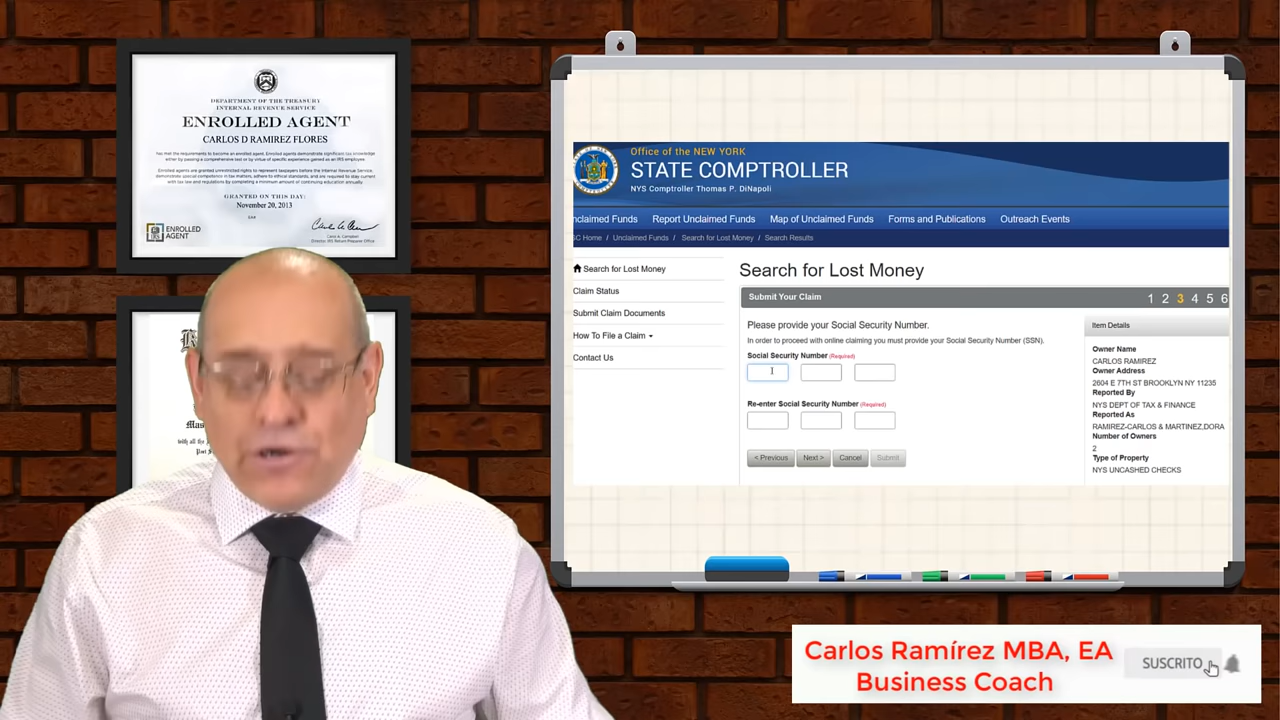 DEPARTMENT OF THE TREASURY
INTERNAL REVENUE SERVICE
ENROLLED AGENT
CARLOS D RAMIREZ FLORES
GRANTED ON THIS DAY:
November 20, 2013
ENROLLED
AGENT
Office of the NEW YORK
STATE COMPTROLLER
NYS Comptroller Thomas P. DiNapoli
nclaimed Funds Report Unclaimed Funds Map of Unclaimed Funds Forms and Publications Outreach Events
SC Home / Unclaimed Funds / Search for Lost Money / Search Results
Search for Lost Money
Claim Status
Submit Claim Documents
How To File a Claim
Contact Us
Search for Lost Money
Submit Your Claim 1 2 3 4 5 6
Please provide your Social Security Number.
In order to proceed with online claiming you must provide your Social Security Number (SSN).
Social Security Number (Required)
Re-enter Social Security Number (Required)
< Previous Next > Cancel Submit
Item Details
Owner Name
CARLOS RAMIREZ
Owner Address
2604 E 7TH ST BROOKLYN NY 11235
Reported By
NYS DEPT OF TAX & FINANCE
Reported As
RAMIREZ-CARLOS & MARTINEZ,DORA
Number of Owners
2
Type of Property
NYS UNCASHED CHECKS
Carlos Ramírez MBA, EA
Business Coach
SUSCRITO